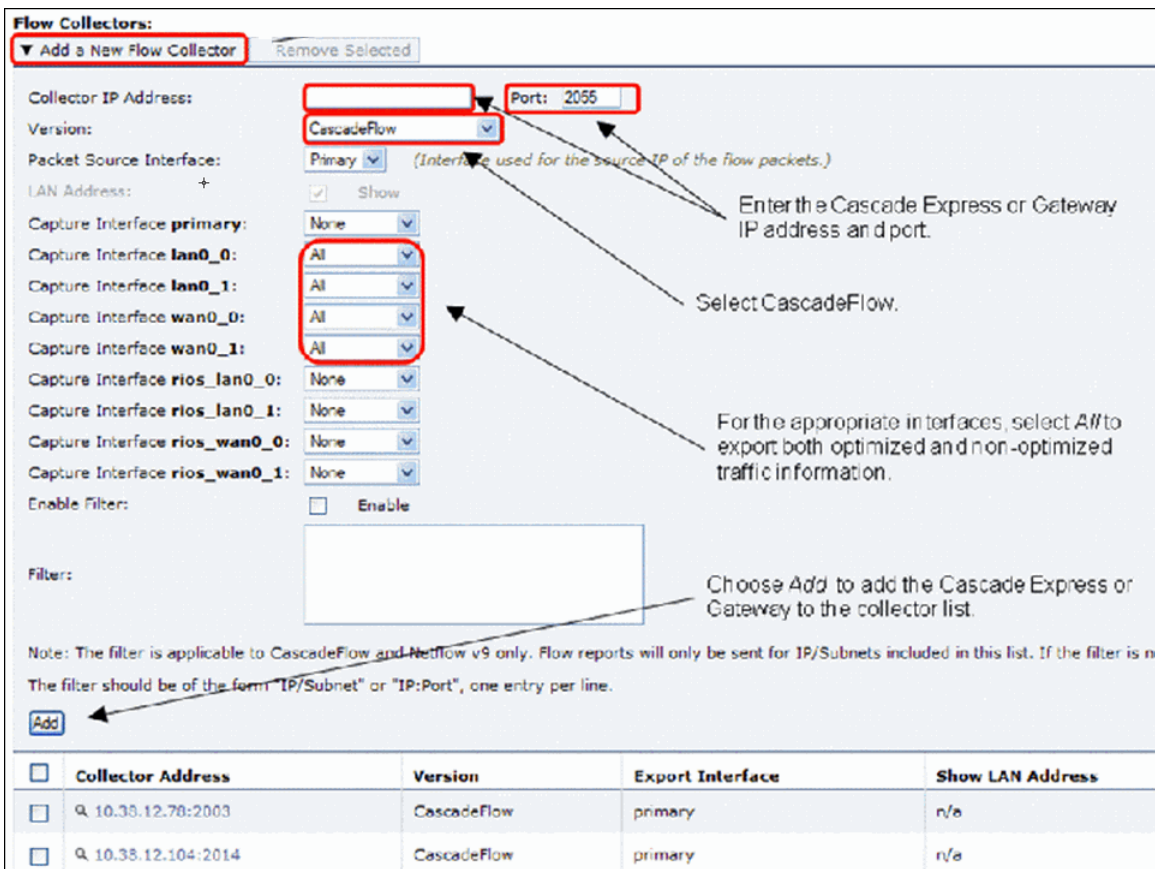 Flow Collectors:
▼ Add a New Flow Collector
Remove Selected
Collector IP Address:
Port: 2055
Version:
CascadeFlow
Packet Source Interface:
Primary
(Interface used for the source IP of the flow packets.)
LAN Address:
Show
Capture Interface primary:
None
Capture Interface lan0_0:
All
Capture Interface lan0_1:
All
Capture Interface wan0_0:
All
Capture Interface wan0_1:
All
Capture Interface rios_lan0_0:
None
Capture Interface rios_lan0_1:
None
Capture Interface rios_wan0_0:
None
Capture Interface rios_wan0_1:
None
Enable Filter:
Enable
Filter:
Enter the Cascade Express or Gateway
IP address and port.
Select CascadeFlow.
For the appropriate interfaces, select All to
export both optimized and non-optimized
traffic information.
Choose Add to add the Cascade Express or
Gateway to the collector list.
Note: The filter is applicable to CascadeFlow and Netflow v9 only. Flow reports will only be sent for IP/Subnets included in this list. If the filter is n
The filter should be of the form "IP/Subnet" or "IP:Port", one entry per line.
Add
Collector Address Version Export Interface Show LAN Address
10.38.12.78:2003 CascadeFlow primary n/a
10.38.12.104:2014 CascadeFlow primary n/a